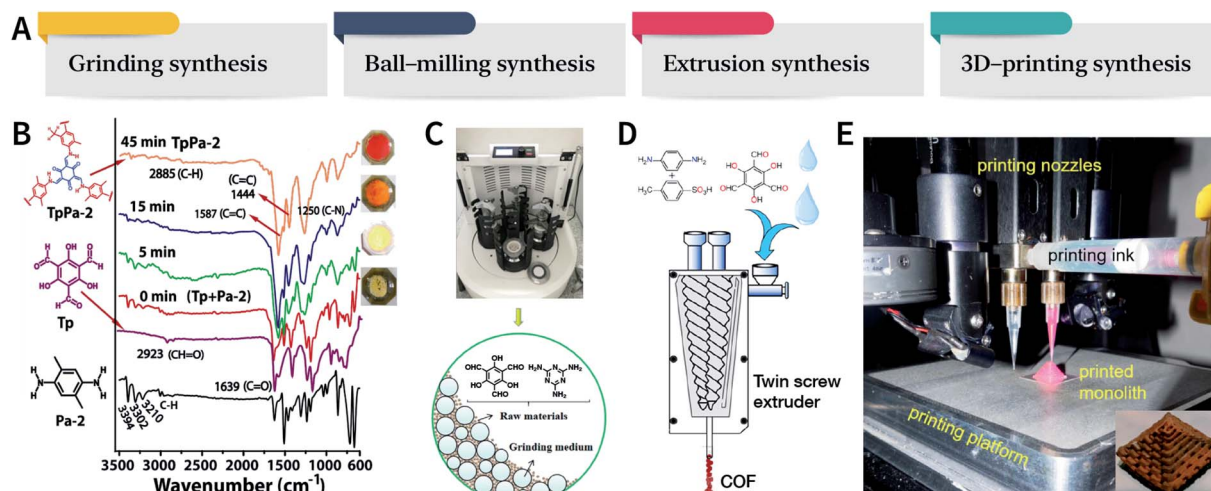 A
Grinding synthesis
Ball–milling synthesis
Extrusion synthesis
3D–printing synthesis
B
45 min TpPa-2
2885 (C-H)
(C=C)
1444
1587 (C=C)
1250 (C-N)
15 min
5 min
0 min (Tp+Pa-2)
2923 (CH=O)
1639 (C=O)
C-H
3394
3302
3210
TpPa-2
Tp
Pa-2
3500 3000 2000 1000 600
Wavenumber (cm⁻¹)
C
Raw materials
Grinding medium
D
Twin screw
extruder
COF
E
printing nozzles
printing ink
printed
monolith
printing platform